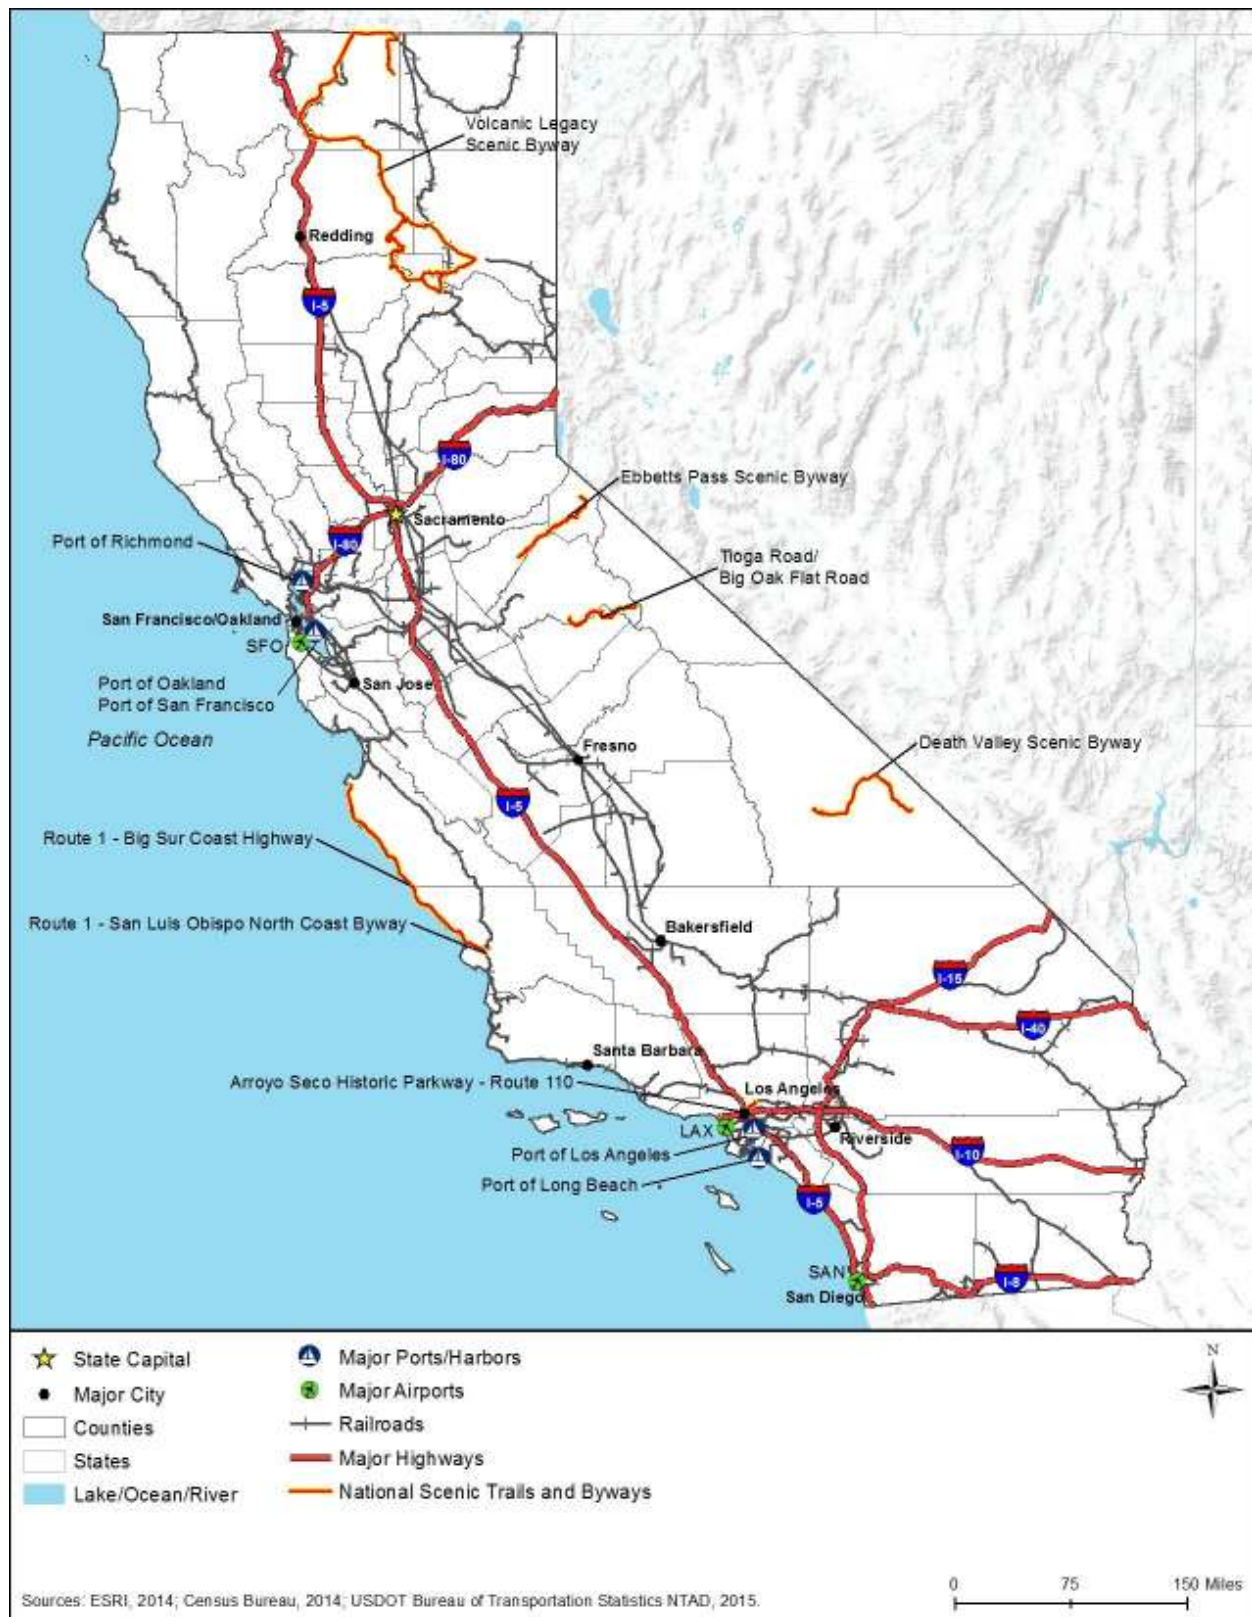 Volcanic Legacy
Scenic Byway
Redding
I-5
I-80
Ebbetts Pass Scenic Byway
Sacramento
Port of Richmond
I-80
Tioga Road/
Big Oak Flat Road
San Francisco/Oakland
SFO
Port of Oakland
Port of San Francisco
San Jose
Pacific Ocean
Fresno
Death Valley Scenic Byway
I-5
Route 1 - Big Sur Coast Highway
Route 1 - San Luis Obispo North Coast Byway
Bakersfield
I-15
I-40
Santa Barbara
Arroyo Seco Historic Parkway - Route 110
Los Angeles
LAX
Riverside
Port of Los Angeles
I-10
Port of Long Beach
I-5
SAN
San Diego
I-8
State Capital
Major City
Counties
States
Lake/Ocean/River
Major Ports/Harbors
Major Airports
Railroads
Major Highways
National Scenic Trails and Byways
N
0 75 150 Miles
Sources: ESRI, 2014; Census Bureau, 2014; USDOT Bureau of Transportation Statistics NTAD, 2015.